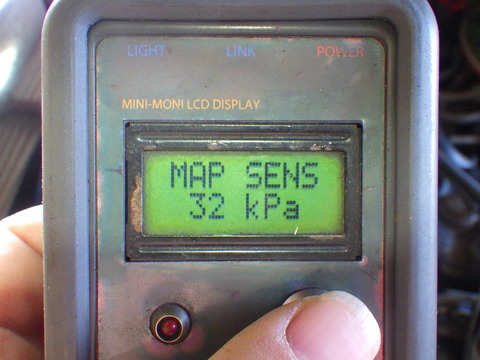 LIGHT LINK POWER
MINI-MONI LCD DISPLAY
MAP SENS
32 kPa